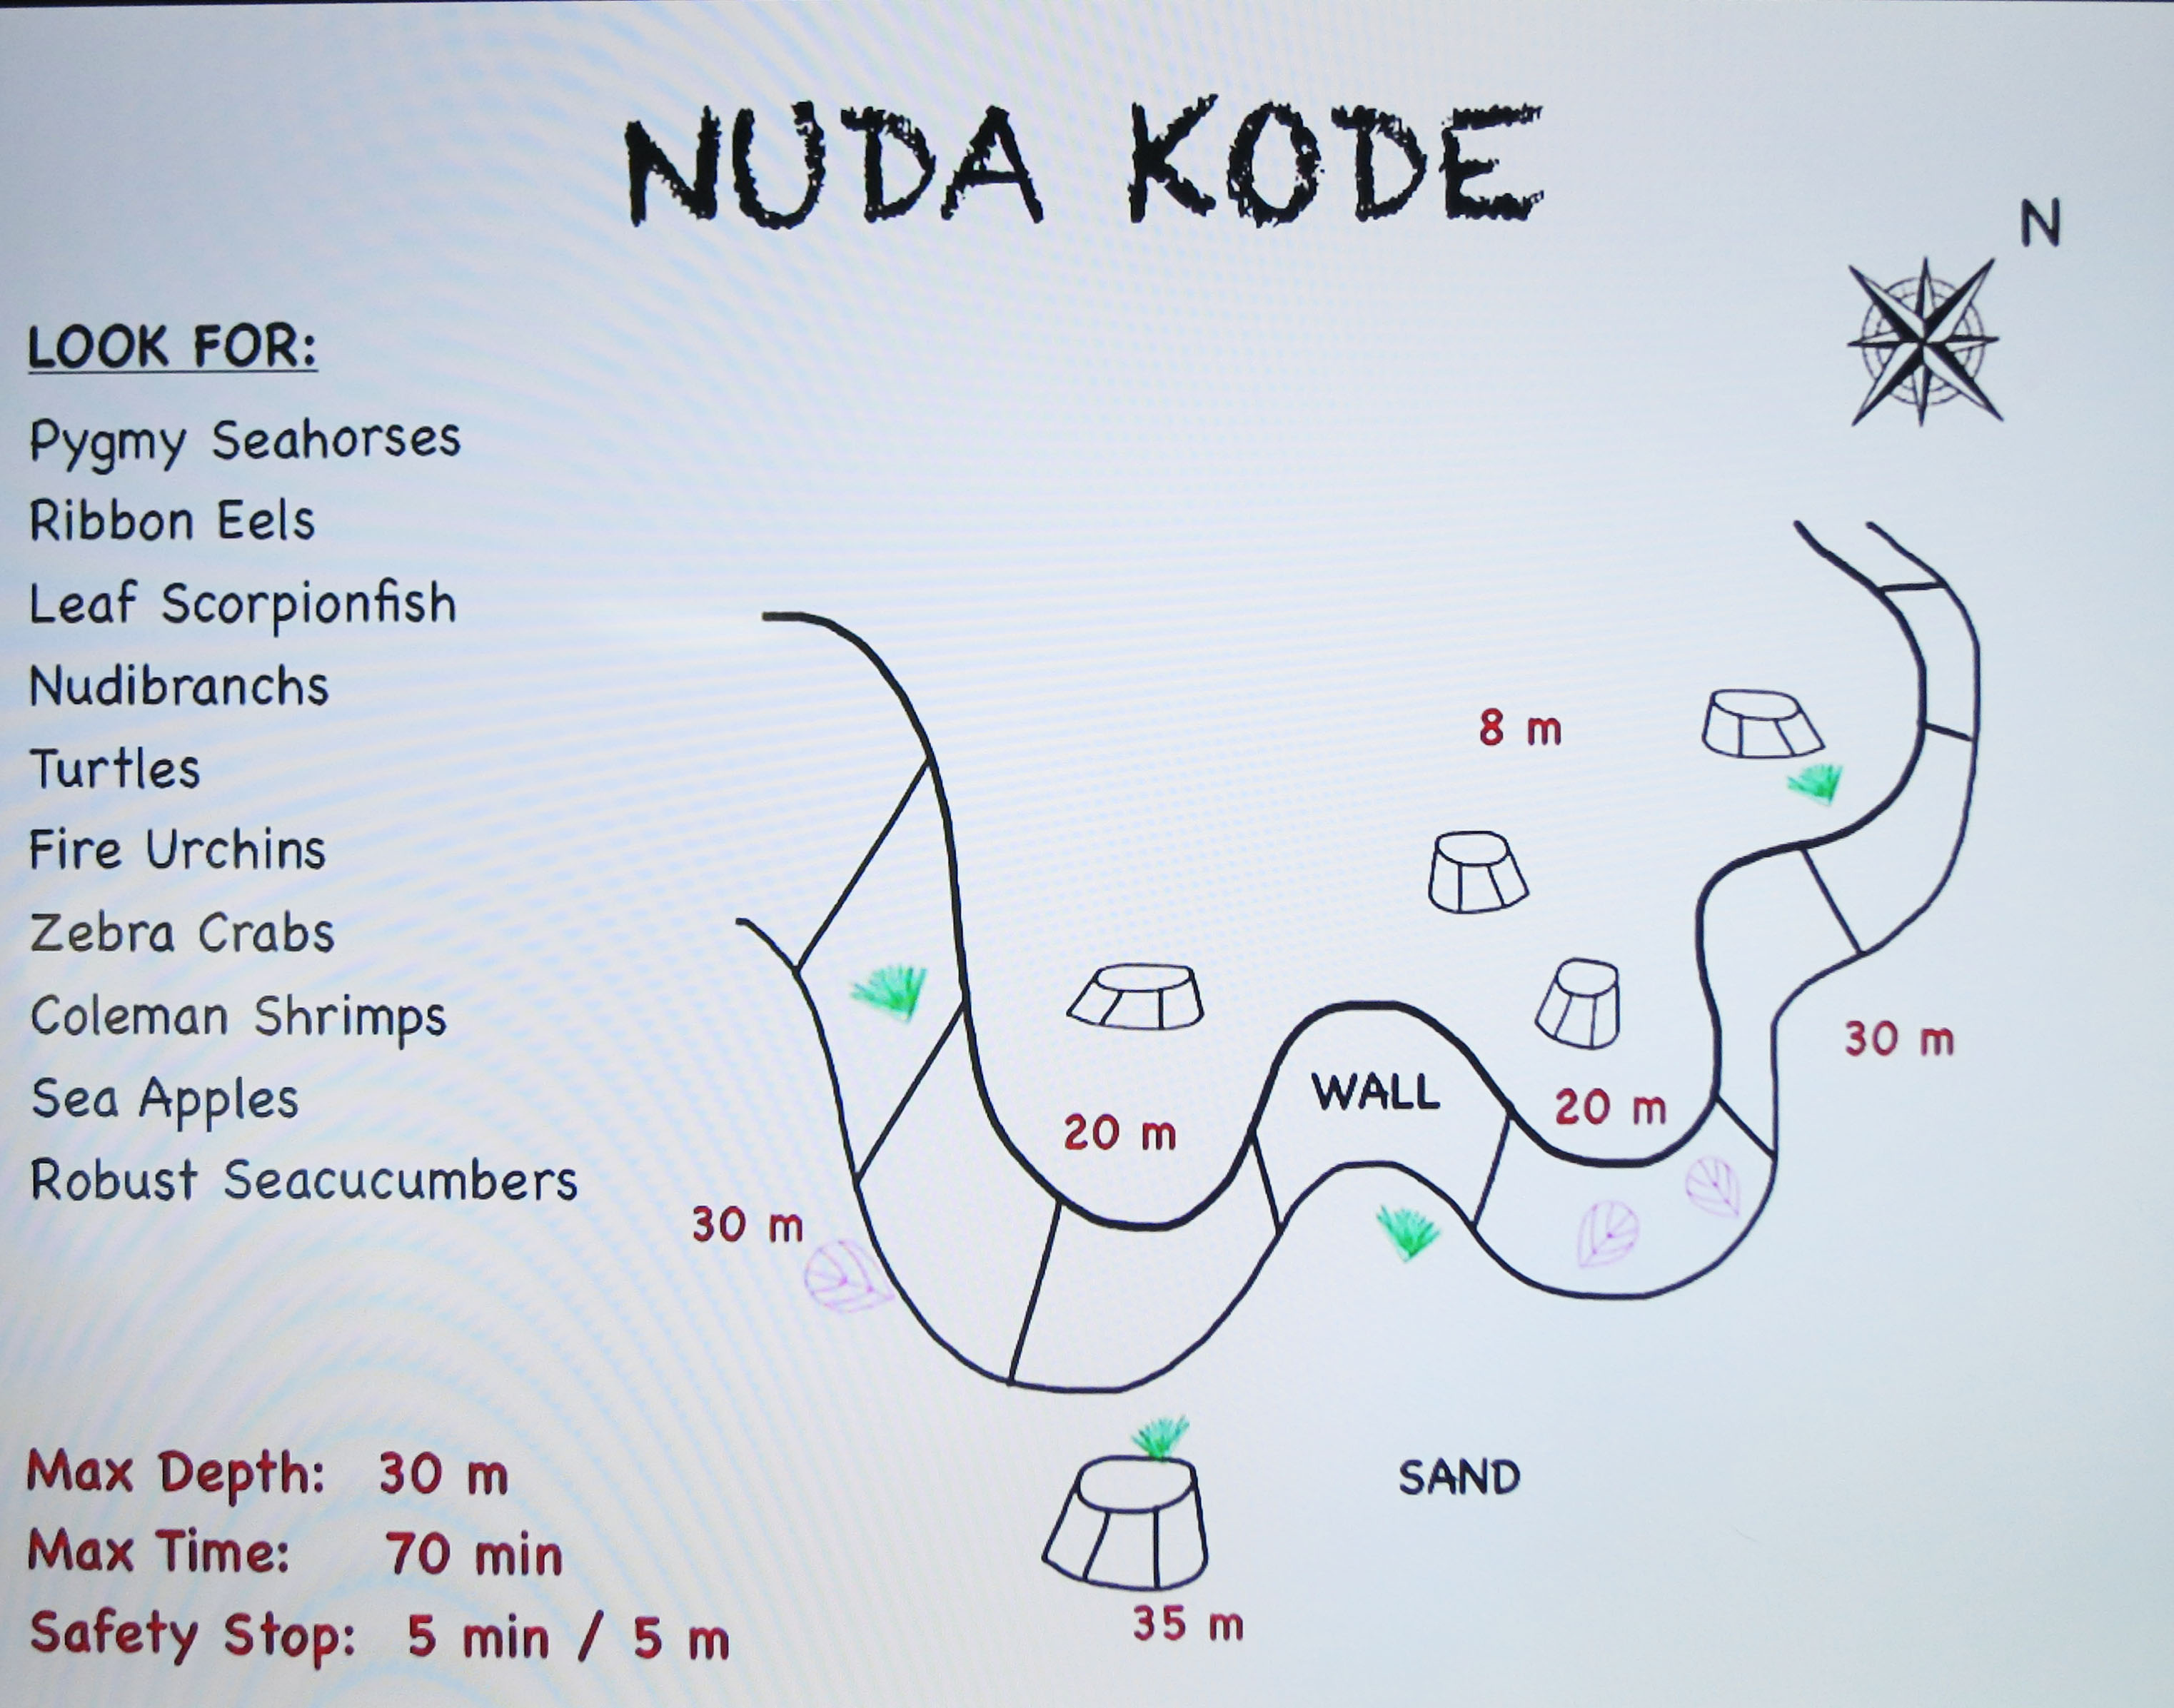 NUDA KODE
N
LOOK FOR:
Pygmy Seahorses
Ribbon Eels
Leaf Scorpionfish
Nudibranchs
Turtles
Fire Urchins
Zebra Crabs
Coleman Shrimps
Sea Apples
Robust Seacucumbers
8 m
30 m
WALL
20 m
20 m
30 m
SAND
35 m
Max Depth: 30 m
Max Time: 70 min
Safety Stop: 5 min / 5 m